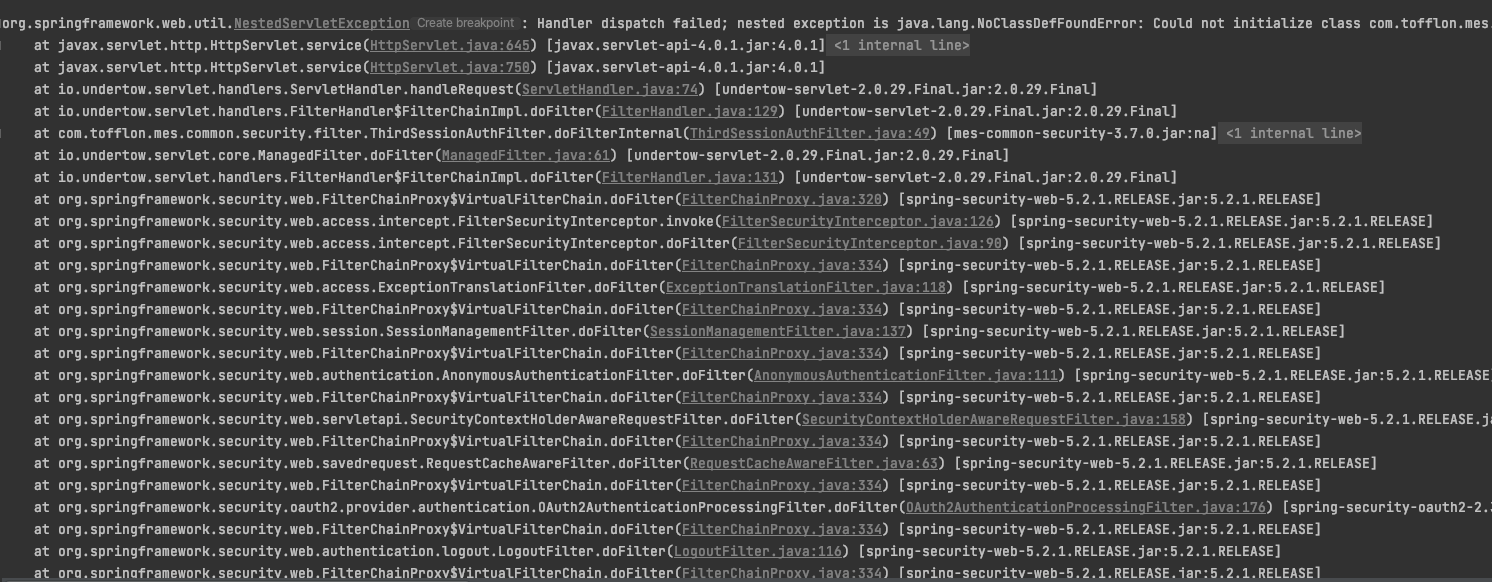 org.springframework.web.util.NestedServletException Create breakpoint : Handler dispatch failed; nested exception is java.lang.NoClassDefFoundError: Could not initialize class com.tofflon.mes.
at javax.servlet.http.HttpServlet.service(HttpServlet.java:645) [javax.servlet-api-4.0.1.jar:4.0.1] <1 internal line>
at javax.servlet.http.HttpServlet.service(HttpServlet.java:750) [javax.servlet-api-4.0.1.jar:4.0.1]
at io.undertow.servlet.handlers.ServletHandler.handleRequest(ServletHandler.java:74) [undertow-servlet-2.0.29.Final.jar:2.0.29.Final]
at io.undertow.servlet.handlers.FilterHandler$FilterChainImpl.doFilter(FilterHandler.java:129) [undertow-servlet-2.0.29.Final.jar:2.0.29.Final]
at com.tofflon.mes.common.security.filter.ThirdSessionAuthFilter.doFilterInternal(ThirdSessionAuthFilter.java:49) [mes-common-security-3.7.0.jar:na] <1 internal line>
at io.undertow.servlet.core.ManagedFilter.doFilter(ManagedFilter.java:61) [undertow-servlet-2.0.29.Final.jar:2.0.29.Final]
at io.undertow.servlet.handlers.FilterHandler$FilterChainImpl.doFilter(FilterHandler.java:131) [undertow-servlet-2.0.29.Final.jar:2.0.29.Final]
at org.springframework.security.web.FilterChainProxy$VirtualFilterChain.doFilter(FilterChainProxy.java:320) [spring-security-web-5.2.1.RELEASE.jar:5.2.1.RELEASE]
at org.springframework.security.web.access.intercept.FilterSecurityInterceptor.invoke(FilterSecurityInterceptor.java:126) [spring-security-web-5.2.1.RELEASE.jar:5.2.1.RELEASE]
at org.springframework.security.web.access.intercept.FilterSecurityInterceptor.doFilter(FilterSecurityInterceptor.java:90) [spring-security-web-5.2.1.RELEASE.jar:5.2.1.RELEASE]
at org.springframework.security.web.FilterChainProxy$VirtualFilterChain.doFilter(FilterChainProxy.java:334) [spring-security-web-5.2.1.RELEASE.jar:5.2.1.RELEASE]
at org.springframework.security.web.access.ExceptionTranslationFilter.doFilter(ExceptionTranslationFilter.java:118) [spring-security-web-5.2.1.RELEASE.jar:5.2.1.RELEASE]
at org.springframework.security.web.FilterChainProxy$VirtualFilterChain.doFilter(FilterChainProxy.java:334) [spring-security-web-5.2.1.RELEASE.jar:5.2.1.RELEASE]
at org.springframework.security.web.session.SessionManagementFilter.doFilter(SessionManagementFilter.java:137) [spring-security-web-5.2.1.RELEASE.jar:5.2.1.RELEASE]
at org.springframework.security.web.FilterChainProxy$VirtualFilterChain.doFilter(FilterChainProxy.java:334) [spring-security-web-5.2.1.RELEASE.jar:5.2.1.RELEASE]
at org.springframework.security.web.authentication.AnonymousAuthenticationFilter.doFilter(AnonymousAuthenticationFilter.java:111) [spring-security-web-5.2.1.RELEASE.jar:5.2.1.RELEASE]
at org.springframework.security.web.FilterChainProxy$VirtualFilterChain.doFilter(FilterChainProxy.java:334) [spring-security-web-5.2.1.RELEASE.jar:5.2.1.RELEASE]
at org.springframework.security.web.servletapi.SecurityContextHolderAwareRequestFilter.doFilter(SecurityContextHolderAwareRequestFilter.java:158) [spring-security-web-5.2.1.RELEASE.ja
at org.springframework.security.web.FilterChainProxy$VirtualFilterChain.doFilter(FilterChainProxy.java:334) [spring-security-web-5.2.1.RELEASE.jar:5.2.1.RELEASE]
at org.springframework.security.web.savedrequest.RequestCacheAwareFilter.doFilter(RequestCacheAwareFilter.java:63) [spring-security-web-5.2.1.RELEASE.jar:5.2.1.RELEASE]
at org.springframework.security.web.FilterChainProxy$VirtualFilterChain.doFilter(FilterChainProxy.java:334) [spring-security-web-5.2.1.RELEASE.jar:5.2.1.RELEASE]
at org.springframework.security.oauth2.provider.authentication.OAuth2AuthenticationProcessingFilter.doFilter(OAuth2AuthenticationProcessingFilter.java:176) [spring-security-oauth2-2.3
at org.springframework.security.web.FilterChainProxy$VirtualFilterChain.doFilter(FilterChainProxy.java:334) [spring-security-web-5.2.1.RELEASE.jar:5.2.1.RELEASE]
at org.springframework.security.web.authentication.logout.LogoutFilter.doFilter(LogoutFilter.java:116) [spring-security-web-5.2.1.RELEASE.jar:5.2.1.RELEASE]
at org.springframework.security.web.FilterChainProxy$VirtualFilterChain.doFilter(FilterChainProxy.java:334) [spring-security-web-5.2.1.RELEASE.jar:5.2.1.RELEASE]